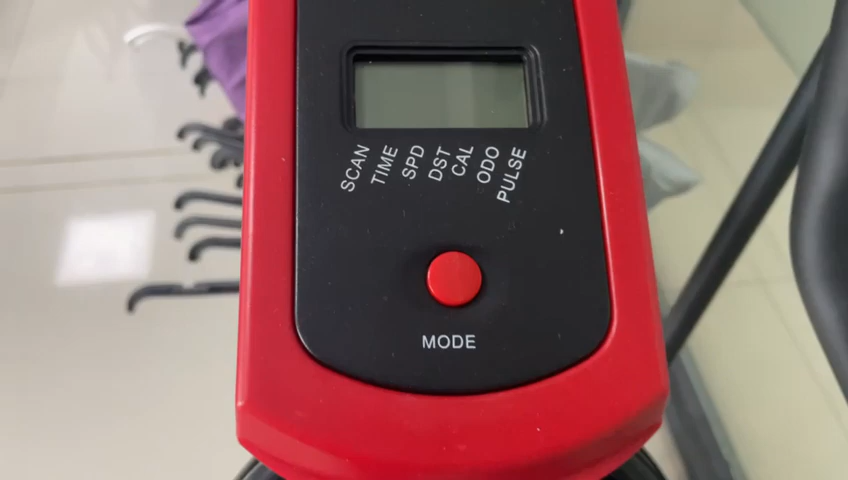 SCAN
TIME
SPD
DST
CAL
ODO
PULSE
MODE